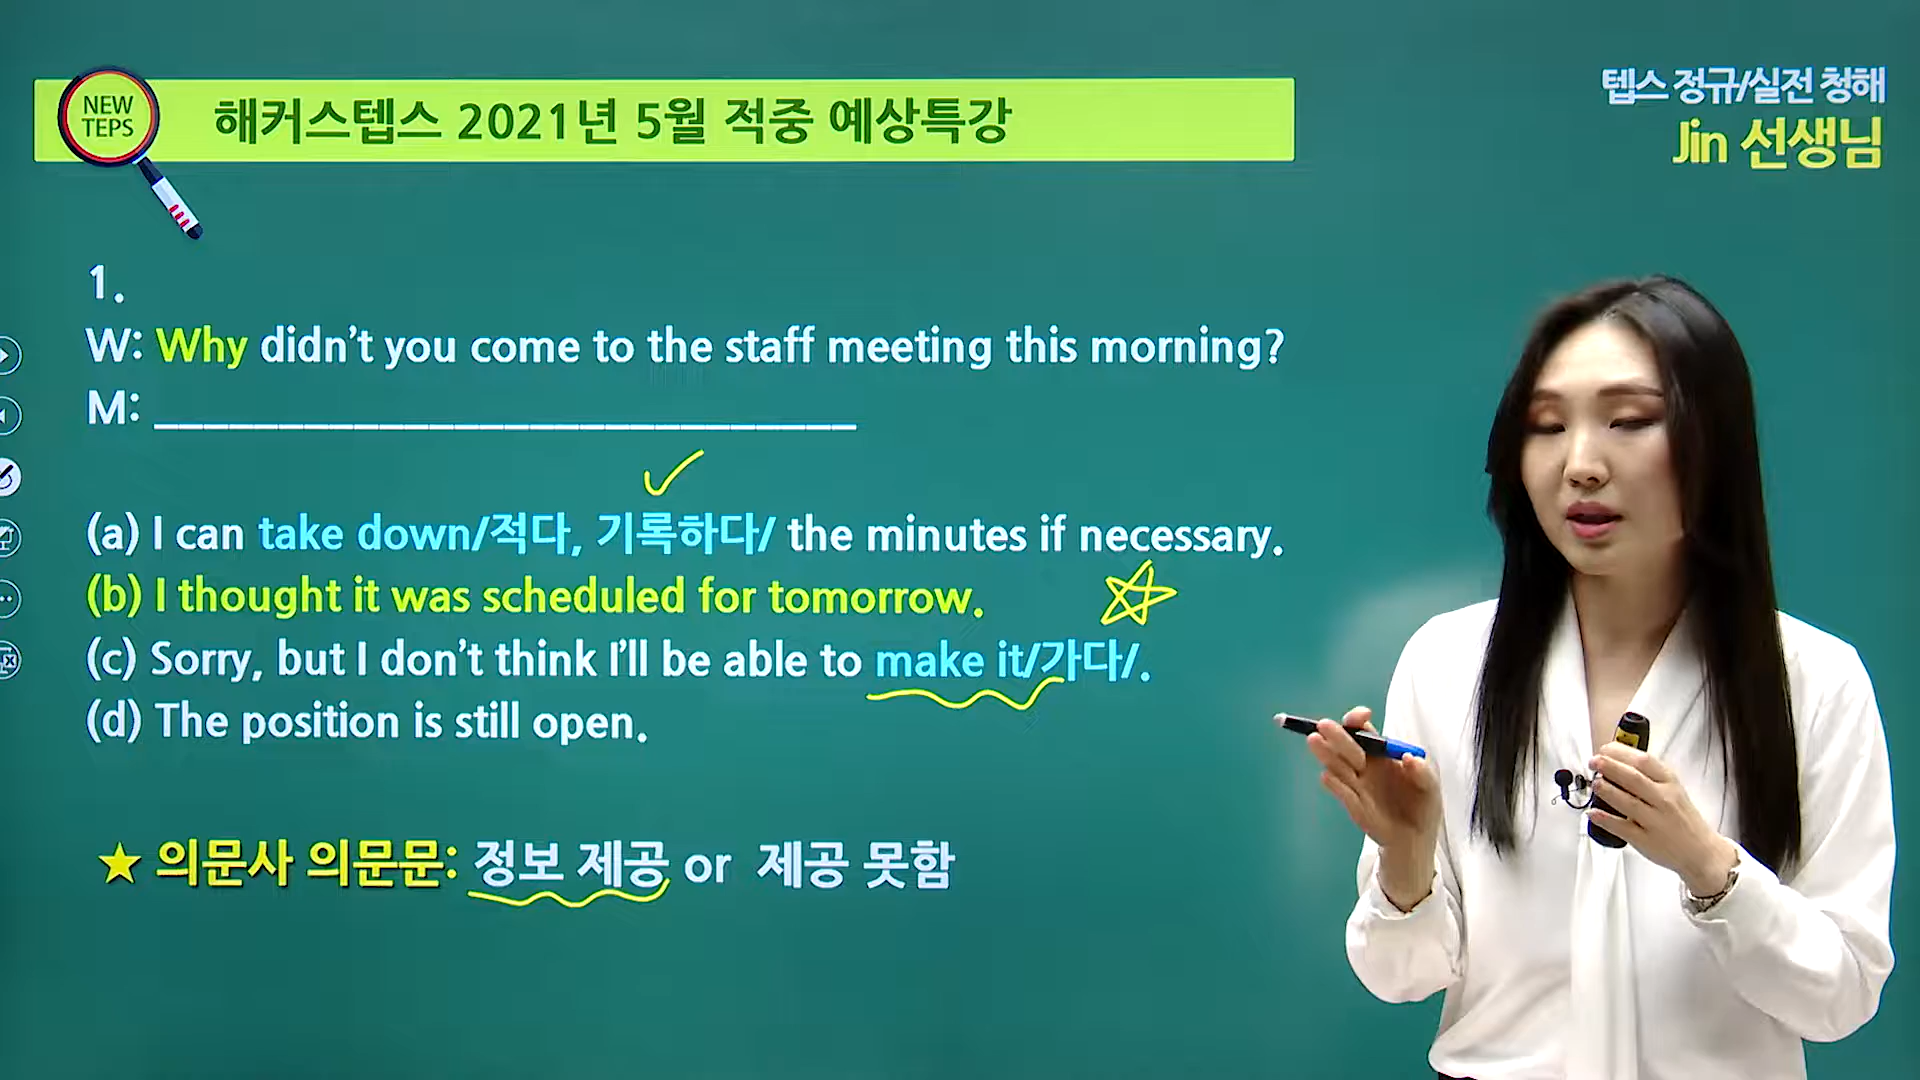 NEW
TEPS
해커스텝스 2021년 5월 적중 예상특강
텝스 정규/실전 청해
Jin 선생님
1.
W: Why didn't you come to the staff meeting this morning?
M: ______________________________
(a) I can take down/적다, 기록하다/ the minutes if necessary.
(b) I thought it was scheduled for tomorrow.
(c) Sorry, but I don't think I'll be able to make it/가다/.
(d) The position is still open.
★ 의문사 의문문: 정보 제공 or 제공 못함